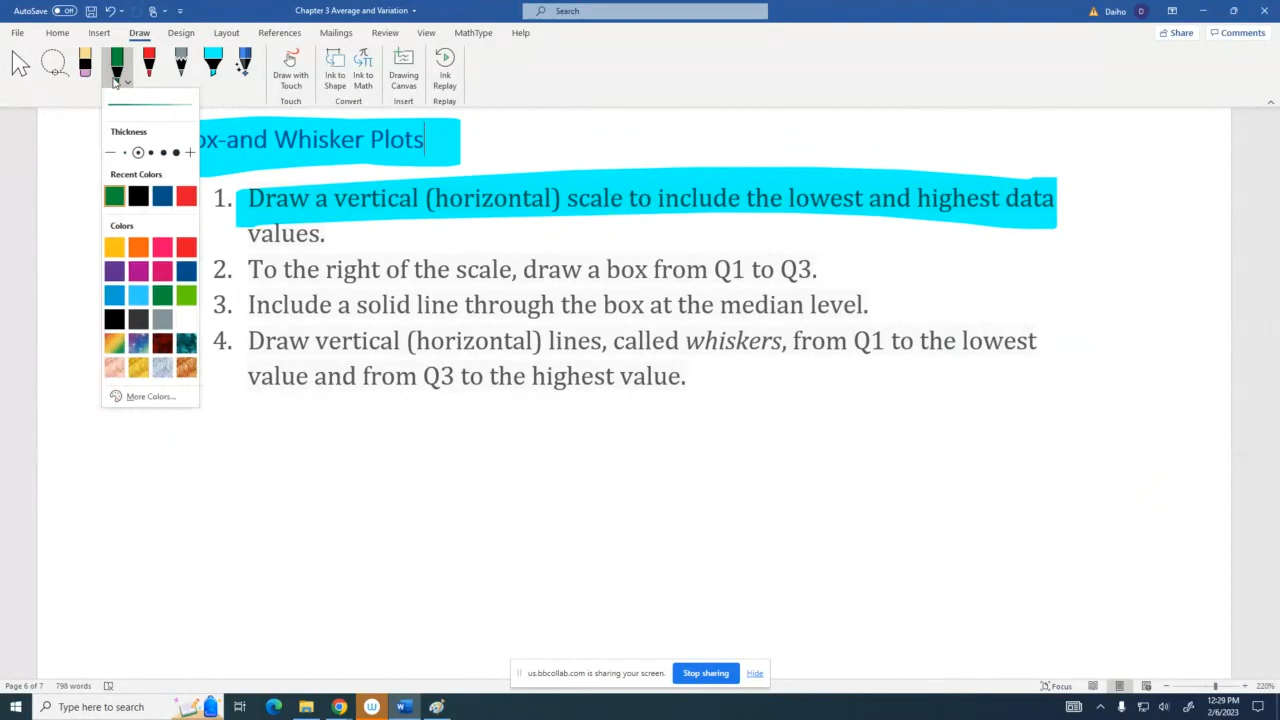 AutoSave Off Chapter 3 Average and Variation Search Daiho D
File Home Insert Draw Design Layout References Mailings Review View MathType Help Share Comments
Draw with Touch Ink to Shape Ink to Math Drawing Canvas Ink Replay
Touch Convert Insert Replay
Thickness
Recent Colors
Colors
More Colors...
ox-and Whisker Plots
1. Draw a vertical (horizontal) scale to include the lowest and highest data
values.
2. To the right of the scale, draw a box from Q1 to Q3.
3. Include a solid line through the box at the median level.
4. Draw vertical (horizontal) lines, called whiskers, from Q1 to the lowest
value and from Q3 to the highest value.
us.bbcollab.com is sharing your screen. Stop sharing Hide
Page 6 of 7 798 words Focus 220%
Type here to search 12:29 PM
2/6/2023